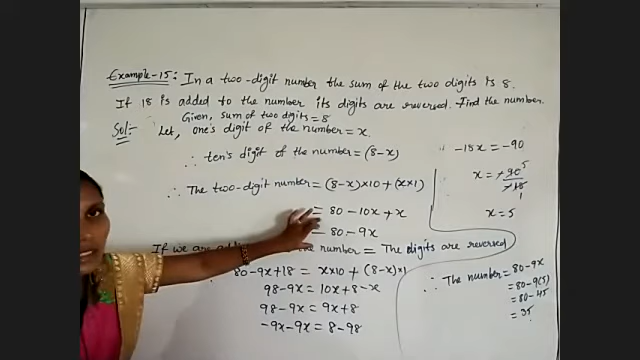 Example-15: In a two-digit number the sum of the two digits is 8.
If 18 is added to the number its digits are reversed. Find the number.
Given, sum of two digits = 8
Sol:- Let, one's digit of the number = x.
∴ ten's digit of the number = (8-x)
∴ The two-digit number = (8-x)×10 + (x×1)
= 80 - 10x + x
= 80 - 9x
If we are the number = The digits are reversed
80-9x+18 = x×10 + (8-x)×1
98-9x = 10x+8-x
98-9x = 9x+8
-9x-9x = 8-98
-18x = -90
x = -90 5
-18
1
x = 5
∴ The number = 80-9x
= 80-9(5)
= 80-45
= 35.